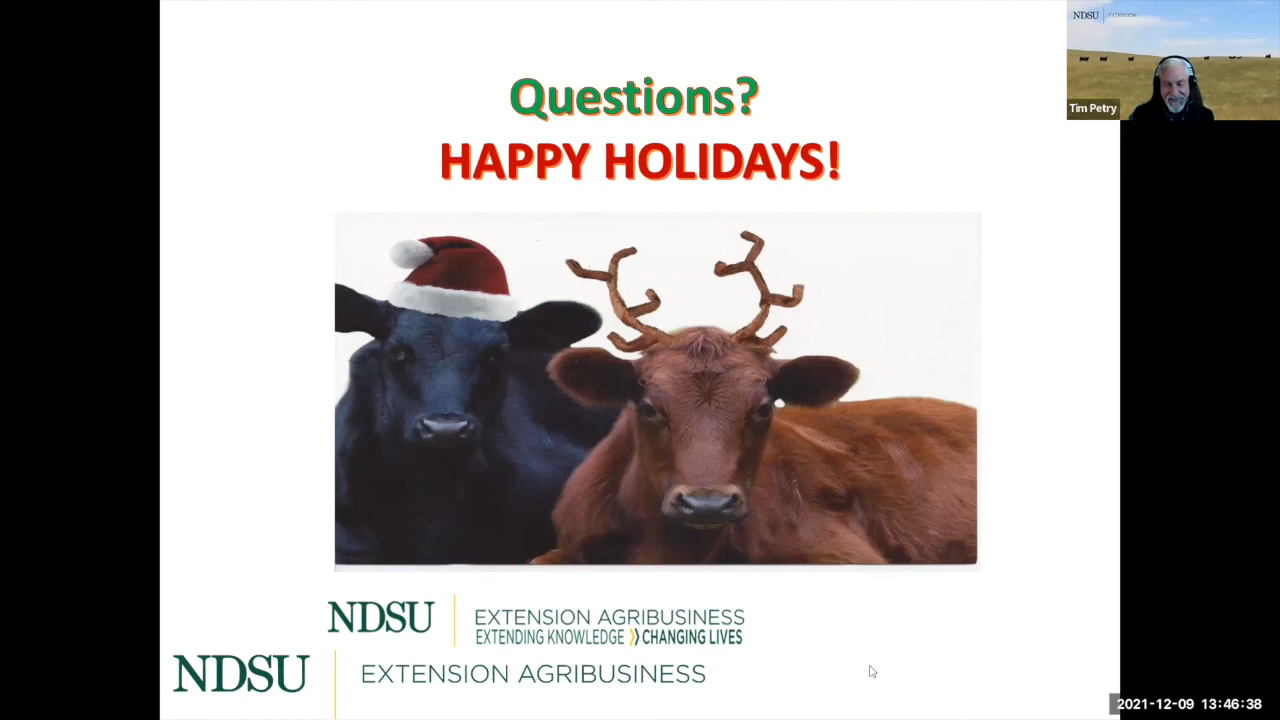 Questions?
HAPPY HOLIDAYS!
NDSU EXTENSION AGRIBUSINESS
EXTENDING KNOWLEDGE ⟫ CHANGING LIVES
NDSU EXTENSION AGRIBUSINESS
NDSU EXTENSION
Tim Petry
2021-12-09 13:46:38